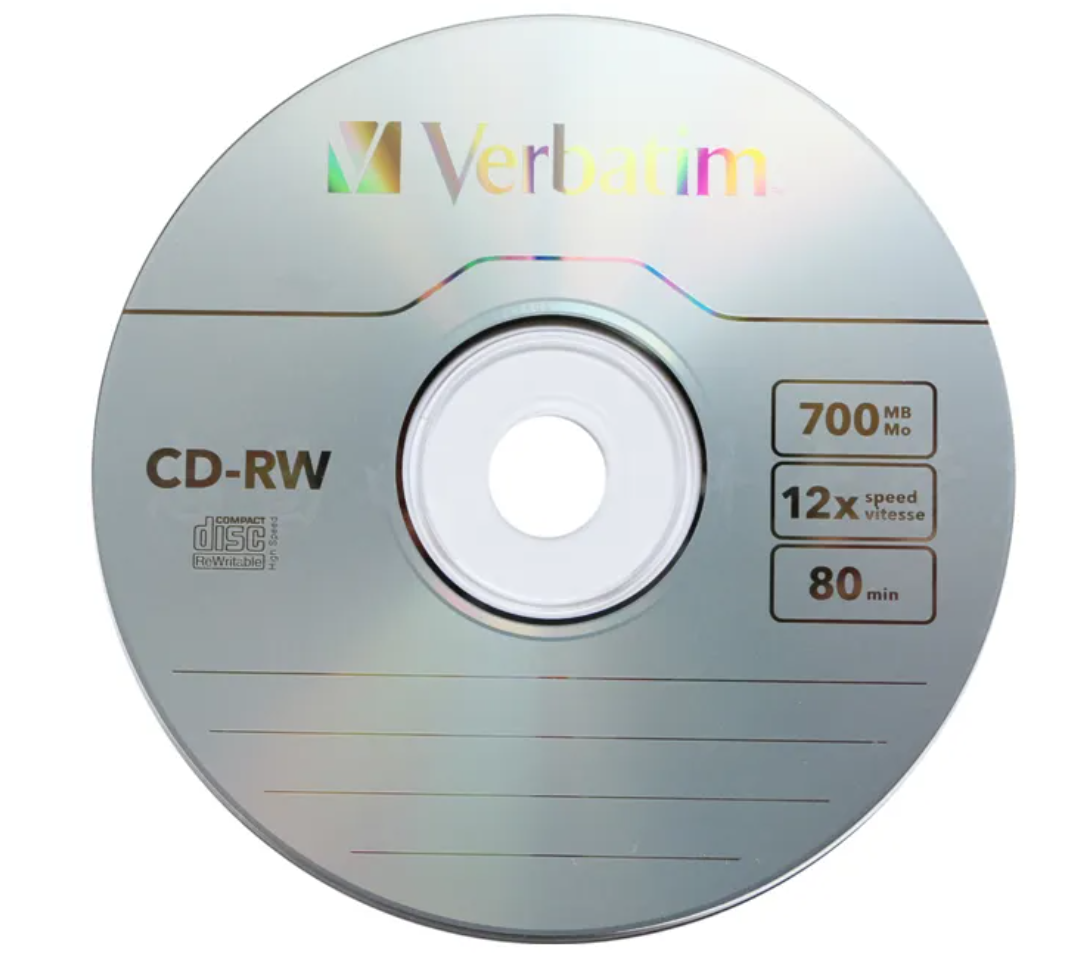 Verbatim
CD-RW
COMPACT
disc
ReWritable
High Speed
700 MB
Mo
12x speed
vitesse
80 min